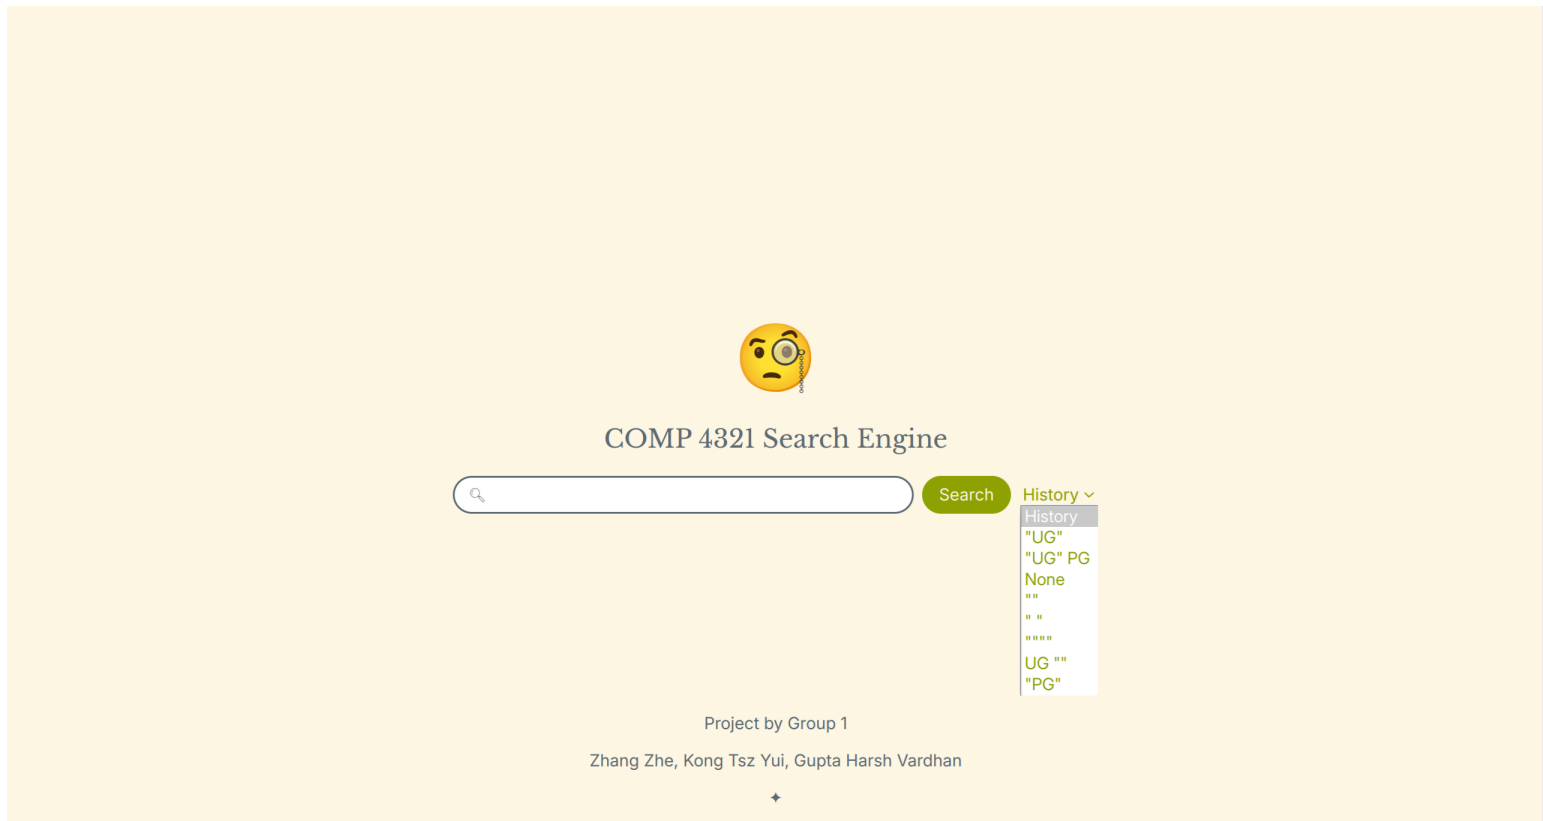 COMP 4321 Search Engine
Search History
History
"UG"
"UG" PG
None
""
" "
""""
UG ""
"PG"
Project by Group 1
Zhang Zhe, Kong Tsz Yui, Gupta Harsh Vardhan